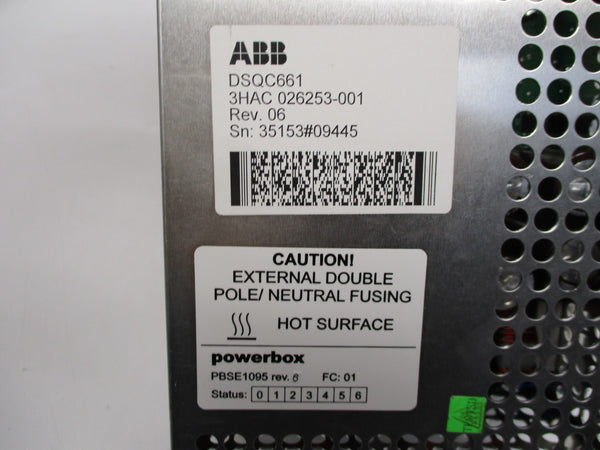 ABB
DSQC661
3HAC 026253-001
Rev. 06
Sn: 35153#09445
CAUTION!
EXTERNAL DOUBLE
POLE/ NEUTRAL FUSING
HOT SURFACE
powerbox
PBSE1095 rev. 8 FC: 01
Status: 0 1 2 3 4 5 6